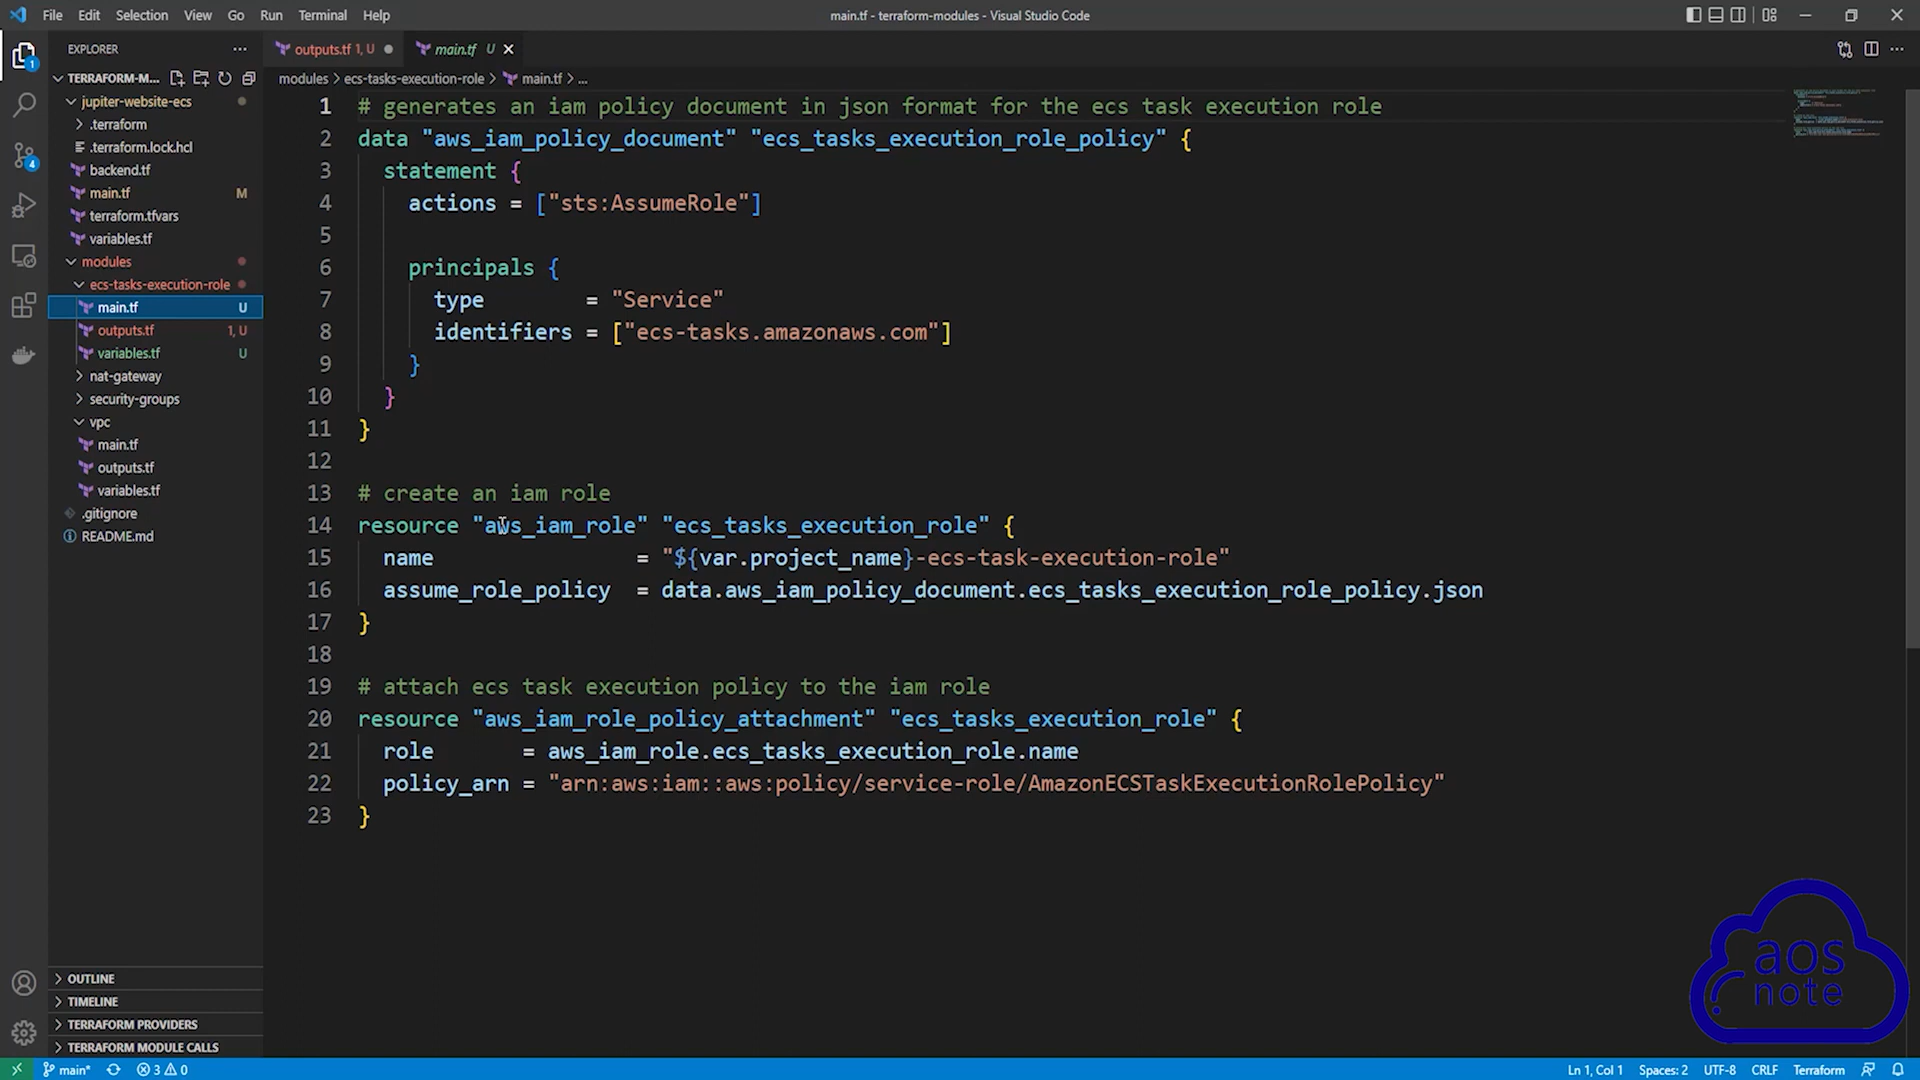 File Edit Selection View Go Run Terminal Help
main.tf - terraform-modules - Visual Studio Code
EXPLORER
1
4
TERRAFORM-M...
jupiter-website-ecs
.terraform
.terraform.lock.hcl
backend.tf
main.tf M
terraform.tfvars
variables.tf
modules
ecs-tasks-execution-role
main.tf U
outputs.tf 1, U
variables.tf U
nat-gateway
security-groups
vpc
main.tf
outputs.tf
variables.tf
.gitignore
README.md
OUTLINE
TIMELINE
TERRAFORM PROVIDERS
TERRAFORM MODULE CALLS
outputs.tf 1, U
main.tf U
modules > ecs-tasks-execution-role > main.tf > ...
1 # generates an iam policy document in json format for the ecs task execution role
2 data "aws_iam_policy_document" "ecs_tasks_execution_role_policy" {
3 statement {
4 actions = ["sts:AssumeRole"]
5
6 principals {
7 type = "Service"
8 identifiers = ["ecs-tasks.amazonaws.com"]
9 }
10 }
11 }
12
13 # create an iam role
14 resource "aws_iam_role" "ecs_tasks_execution_role" {
15 name = "${var.project_name}-ecs-task-execution-role"
16 assume_role_policy = data.aws_iam_policy_document.ecs_tasks_execution_role_policy.json
17 }
18
19 # attach ecs task execution policy to the iam role
20 resource "aws_iam_role_policy_attachment" "ecs_tasks_execution_role" {
21 role = aws_iam_role.ecs_tasks_execution_role.name
22 policy_arn = "arn:aws:iam::aws:policy/service-role/AmazonECSTaskExecutionRolePolicy"
23 }
aos
note
main* 3 0
Ln 1, Col 1 Spaces: 2 UTF-8 CRLF Terraform